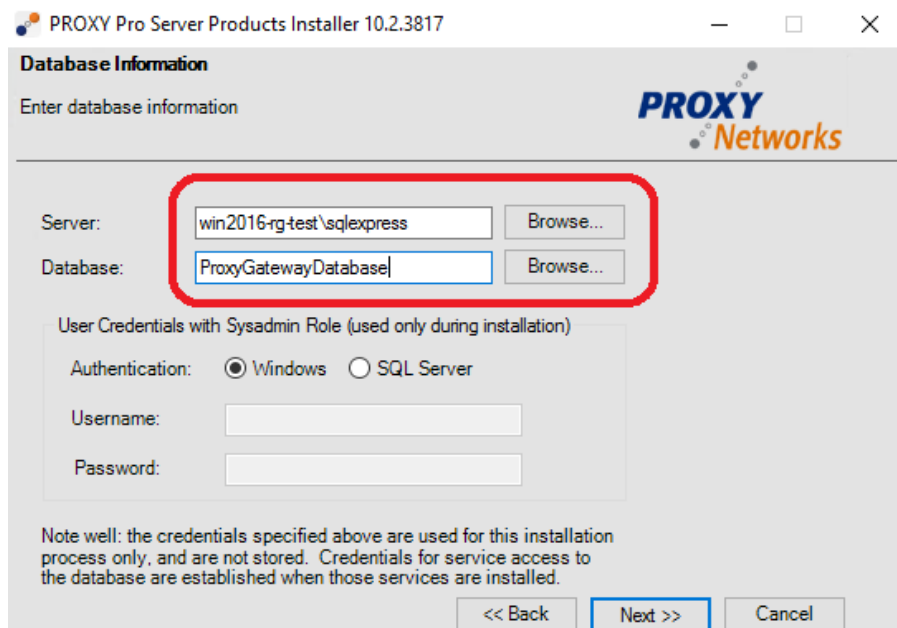 PROXY Pro Server Products Installer 10.2.3817
Database Information
Enter database information
PROXY
Networks
Server: win2016-rg-test\sqlexpress Browse...
Database: ProxyGatewayDatabase Browse...
User Credentials with Sysadmin Role (used only during installation)
Authentication: Windows SQL Server
Username:
Password:
Note well: the credentials specified above are used for this installation
process only, and are not stored. Credentials for service access to
the database are established when those services are installed.
<< Back Next >> Cancel